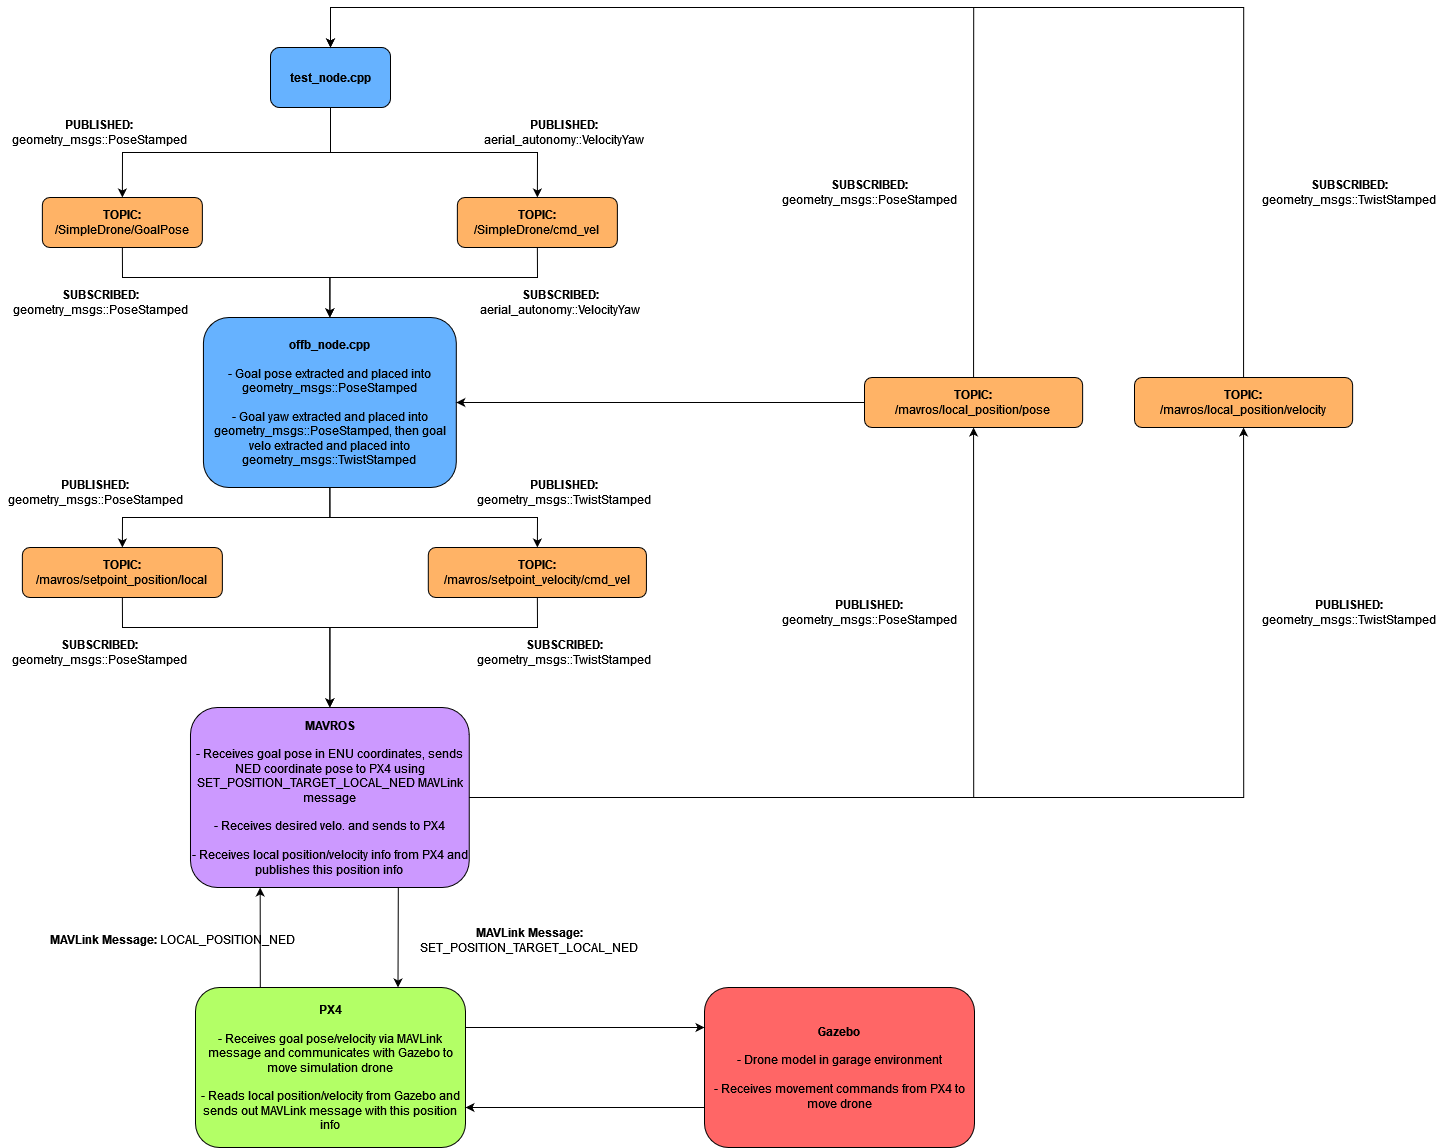 test_node.cpp
PUBLISHED:
geometry_msgs::PoseStamped
PUBLISHED:
aerial_autonomy::VelocityYaw
SUBSCRIBED:
geometry_msgs::PoseStamped
SUBSCRIBED:
geometry_msgs::TwistStamped
TOPIC:
/SimpleDrone/GoalPose
TOPIC:
/SimpleDrone/cmd_vel
SUBSCRIBED:
geometry_msgs::PoseStamped
SUBSCRIBED:
aerial_autonomy::VelocityYaw
offb_node.cpp
- Goal pose extracted and placed into
geometry_msgs::PoseStamped
- Goal yaw extracted and placed into
geometry_msgs::PoseStamped, then goal
velo extracted and placed into
geometry_msgs::TwistStamped
TOPIC:
/mavros/local_position/pose
TOPIC:
/mavros/local_position/velocity
PUBLISHED:
geometry_msgs::PoseStamped
PUBLISHED:
geometry_msgs::TwistStamped
TOPIC:
/mavros/setpoint_position/local
TOPIC:
/mavros/setpoint_velocity/cmd_vel
PUBLISHED:
geometry_msgs::PoseStamped
PUBLISHED:
geometry_msgs::TwistStamped
SUBSCRIBED:
geometry_msgs::PoseStamped
SUBSCRIBED:
geometry_msgs::TwistStamped
MAVROS
- Receives goal pose in ENU coordinates, sends
NED coordinate pose to PX4 using
SET_POSITION_TARGET_LOCAL_NED MAVLink
message
- Receives desired velo. and sends to PX4
- Receives local position/velocity info from PX4 and
publishes this position info
MAVLink Message: LOCAL_POSITION_NED
MAVLink Message:
SET_POSITION_TARGET_LOCAL_NED
PX4
- Receives goal pose/velocity via MAVLink
message and communicates with Gazebo to
move simulation drone
- Reads local position/velocity from Gazebo and
sends out MAVLink message with this position
info
Gazebo
- Drone model in garage environment
- Receives movement commands from PX4 to
move drone